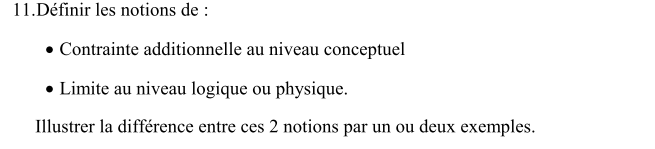 11.Définir les notions de :
• Contrainte additionnelle au niveau conceptuel
• Limite au niveau logique ou physique.
Illustrer la différence entre ces 2 notions par un ou deux exemples.